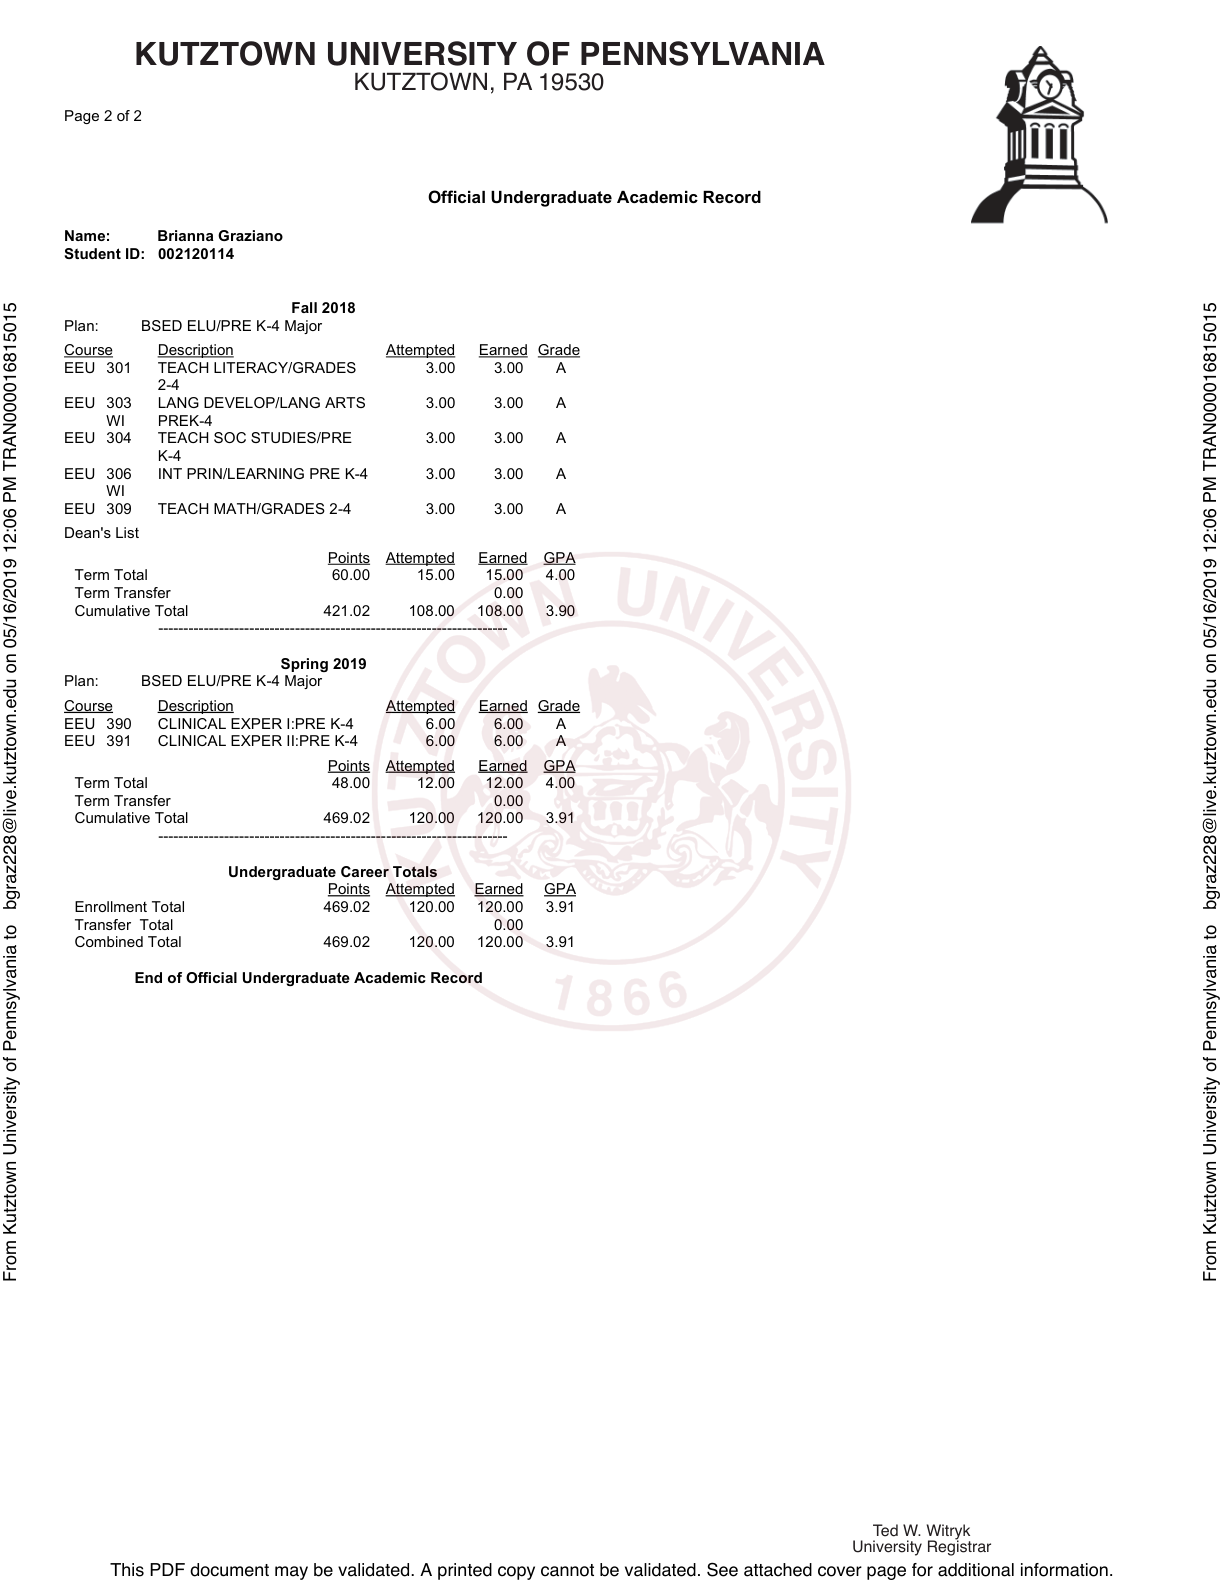 KUTZTOWN UNIVERSITY OF PENNSYLVANIA
KUTZTOWN, PA 19530
Page 2 of 2
Official Undergraduate Academic Record
Name: Brianna Graziano
Student ID: 002120114
Fall 2018
Plan: BSED ELU/PRE K-4 Major
Course Description Attempted Earned Grade
EEU 301 TEACH LITERACY/GRADES 3.00 3.00 A
2-4
EEU 303 LANG DEVELOP/LANG ARTS 3.00 3.00 A
WI PREK-4
EEU 304 TEACH SOC STUDIES/PRE 3.00 3.00 A
K-4
EEU 306 INT PRIN/LEARNING PRE K-4 3.00 3.00 A
WI
EEU 309 TEACH MATH/GRADES 2-4 3.00 3.00 A
Dean's List
Points Attempted Earned GPA
Term Total 60.00 15.00 15.00 4.00
Term Transfer 0.00
Cumulative Total 421.02 108.00 108.00 3.90
----------------------------------------------------------------------
Spring 2019
Plan: BSED ELU/PRE K-4 Major
Course Description Attempted Earned Grade
EEU 390 CLINICAL EXPER I:PRE K-4 6.00 6.00 A
EEU 391 CLINICAL EXPER II:PRE K-4 6.00 6.00 A
Points Attempted Earned GPA
Term Total 48.00 12.00 12.00 4.00
Term Transfer 0.00
Cumulative Total 469.02 120.00 120.00 3.91
----------------------------------------------------------------------
Undergraduate Career Totals
Points Attempted Earned GPA
Enrollment Total 469.02 120.00 120.00 3.91
Transfer Total 0.00
Combined Total 469.02 120.00 120.00 3.91
End of Official Undergraduate Academic Record
KUTZTOWN UNIVERSITY
1866
From Kutztown University of Pennsylvania to bgraz228@live.kutztown.edu on 05/16/2019 12:06 PM TRAN000016815015
From Kutztown University of Pennsylvania to bgraz228@live.kutztown.edu on 05/16/2019 12:06 PM TRAN000016815015
Ted W. Witryk
University Registrar
This PDF document may be validated. A printed copy cannot be validated. See attached cover page for additional information.